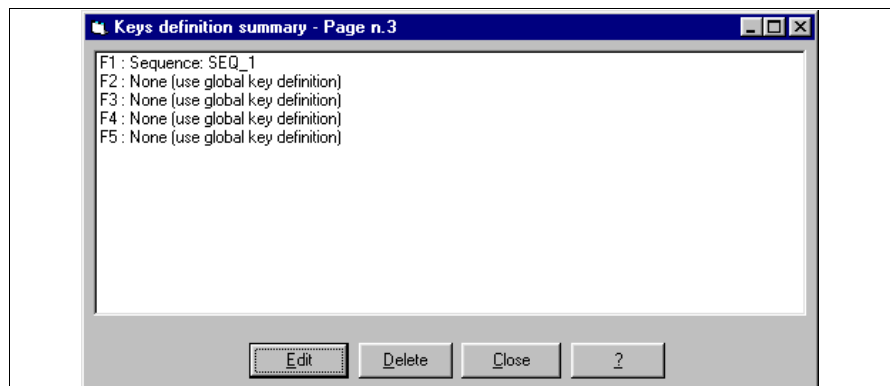 Keys definition summary - Page n.3
F1 : Sequence: SEQ_1
F2 : None (use global key definition)
F3 : None (use global key definition)
F4 : None (use global key definition)
F5 : None (use global key definition)
Edit Delete Close ?